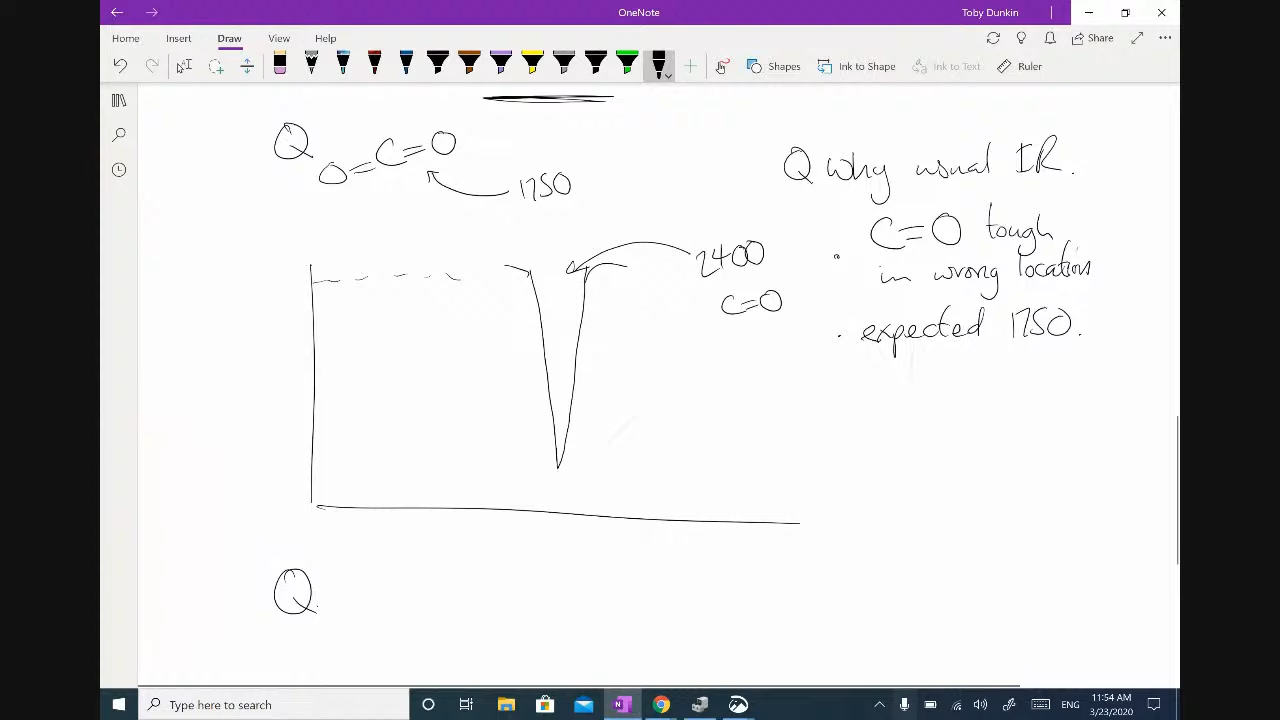 OneNote
Toby Dunkin
Home Insert Draw View Help
Share
Shapes
Ink to Shape
Ink to Text
Ruler
Q
O=C=O
1750
2400
C=O
Q why usual IR.
C=O tough
. in wrong location
. expected 1750.
Q
Type here to search
ENG
11:54 AM
3/23/2020